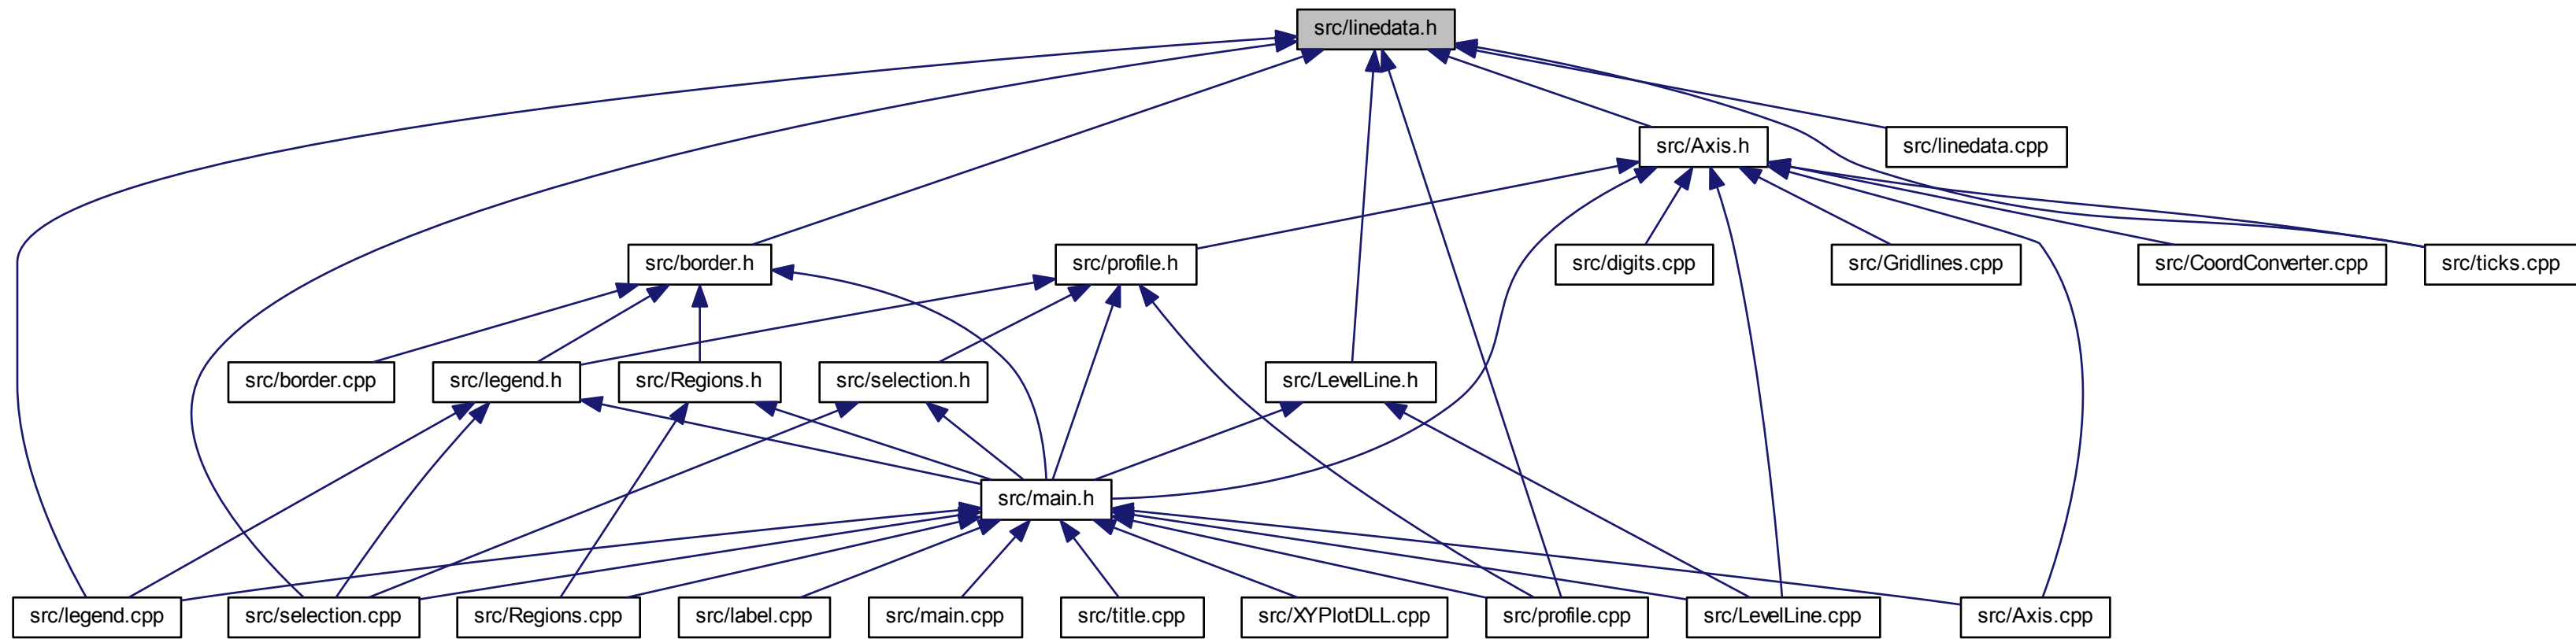 src/linedata.h
src/Axis.h
src/linedata.cpp
src/border.h
src/profile.h
src/digits.cpp
src/Gridlines.cpp
src/CoordConverter.cpp
src/ticks.cpp
src/border.cpp
src/legend.h
src/Regions.h
src/selection.h
src/LevelLine.h
src/main.h
src/legend.cpp
src/selection.cpp
src/Regions.cpp
src/label.cpp
src/main.cpp
src/title.cpp
src/XYPlotDLL.cpp
src/profile.cpp
src/LevelLine.cpp
src/Axis.cpp